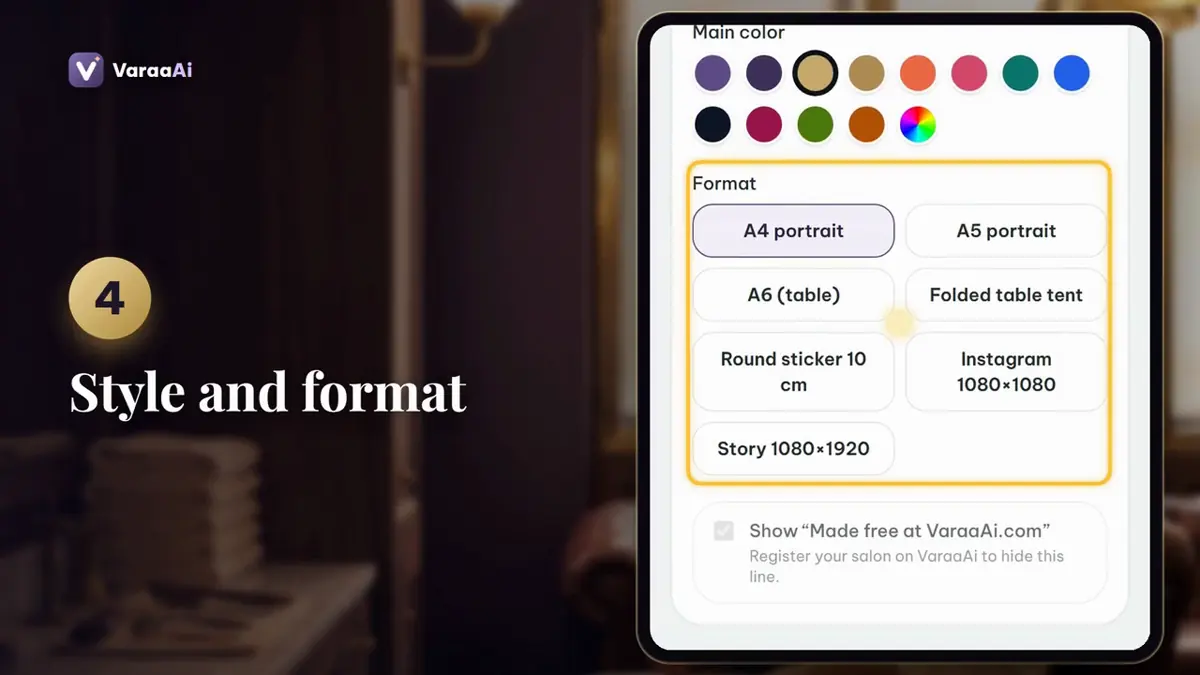 VaraaAi
4
Style and format
Main color
Format
A4 portrait
A5 portrait
A6 (table)
Folded table tent
Round sticker 10
cm
Instagram
1080×1080
Story 1080×1920
Show “Made free at VaraaAi.com”
Register your salon on VaraaAi to hide this
line.